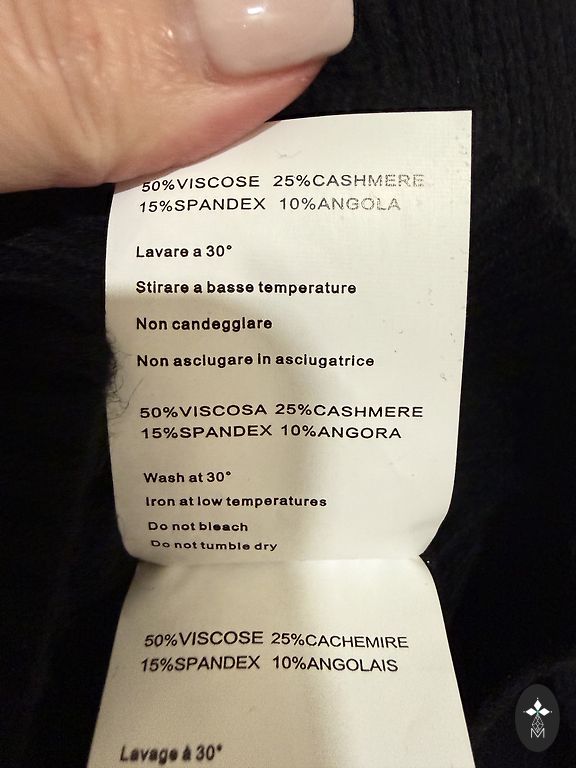 50%VISCOSE 25%CASHMERE
15%SPANDEX 10%ANGOLA
Lavare a 30°
Stirare a basse temperature
Non candegglare
Non asclugare in asciugatrice
50%VISCOSA 25%CASHMERE
15%SPANDEX 10%ANGORA
Wash at 30°
Iron at low temperatures
Do not bleach
Do not tumble dry
50%VISCOSE 25%CACHEMIRE
15%SPANDEX 10%ANGOLAIS
Lavage à 30°
M